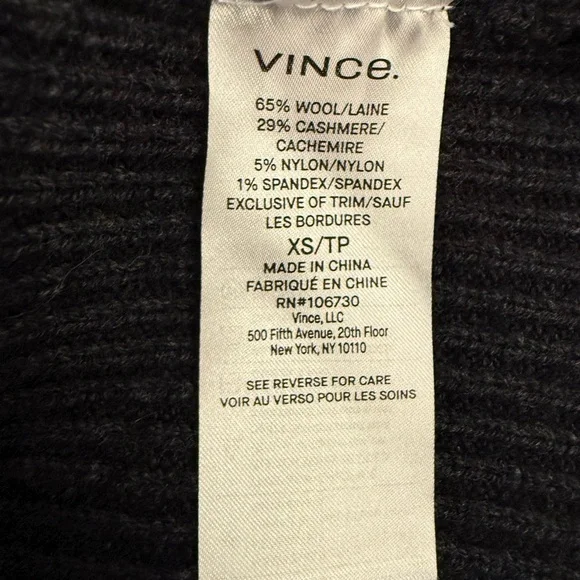 VINCe.
65% WOOL/LAINE
29% CASHMERE/
CACHEMIRE
5% NYLON/NYLON
1% SPANDEX/SPANDEX
EXCLUSIVE OF TRIM/SAUF
LES BORDURES
XS/TP
MADE IN CHINA
FABRIQUÉ EN CHINE
RN#106730
Vince, LLC
500 Fifth Avenue, 20th Floor
New York, NY 10110
SEE REVERSE FOR CARE
VOIR AU VERSO POUR LES SOINS